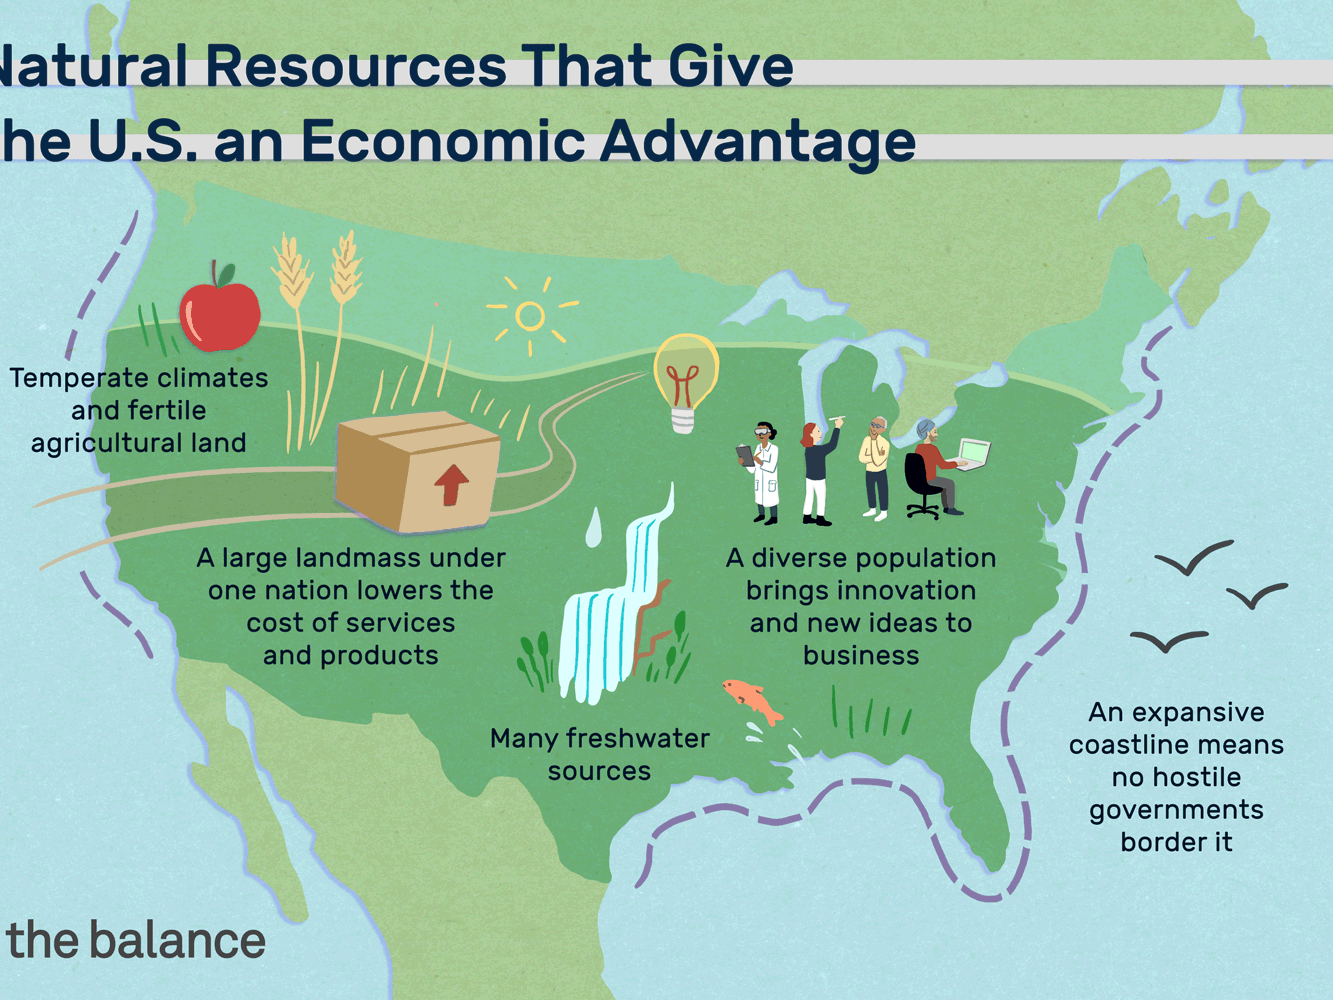 Natural Resources That Give
he U.S. an Economic Advantage
Temperate climates
and fertile
agricultural land
A large landmass under
one nation lowers the
cost of services
and products
A diverse population
brings innovation
and new ideas to
business
Many freshwater
sources
An expansive
coastline means
no hostile
governments
border it
the balance